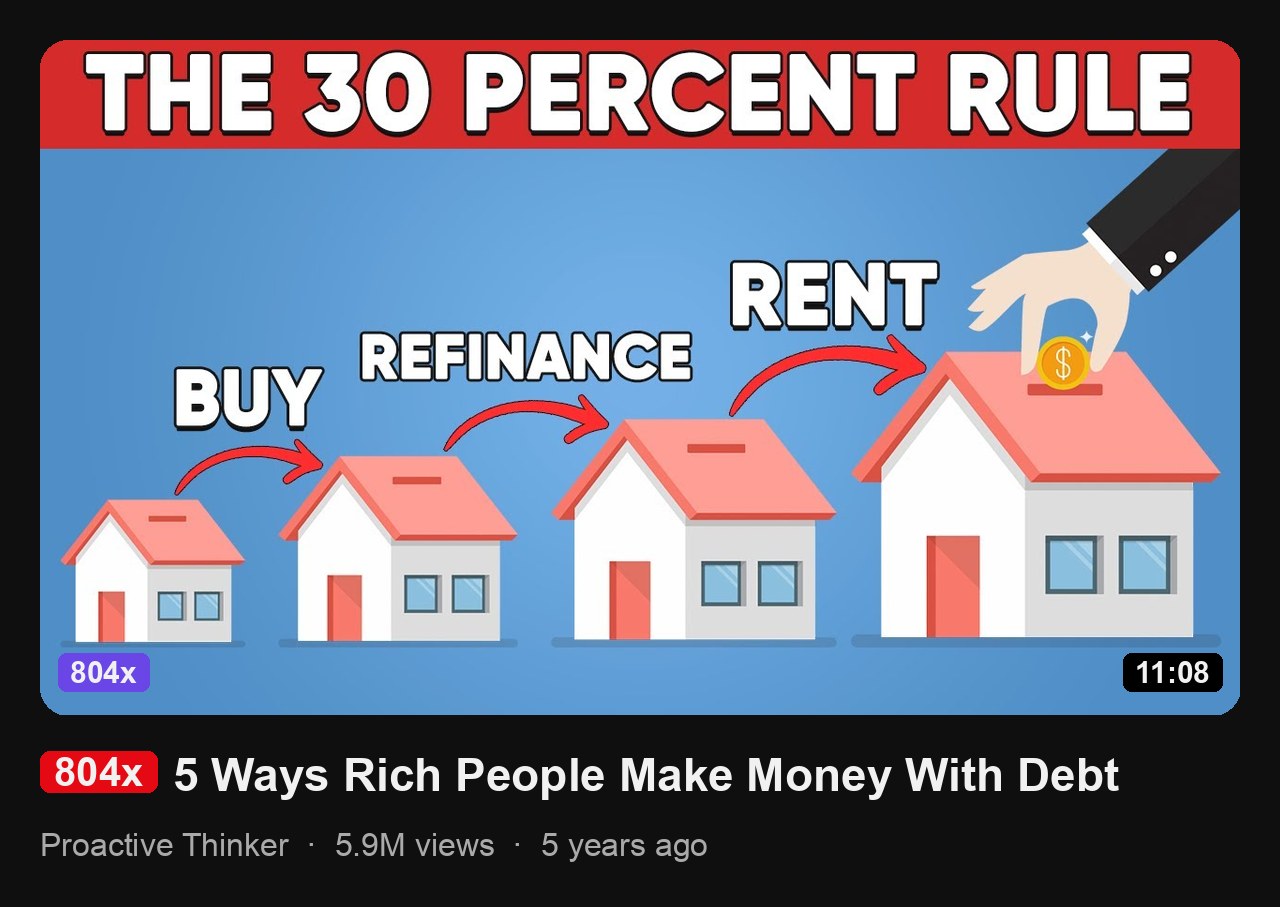 THE 30 PERCENT RULE
RENT
REFINANCE
BUY
$
804x
11:08
804x 5 Ways Rich People Make Money With Debt
Proactive Thinker · 5.9M views · 5 years ago